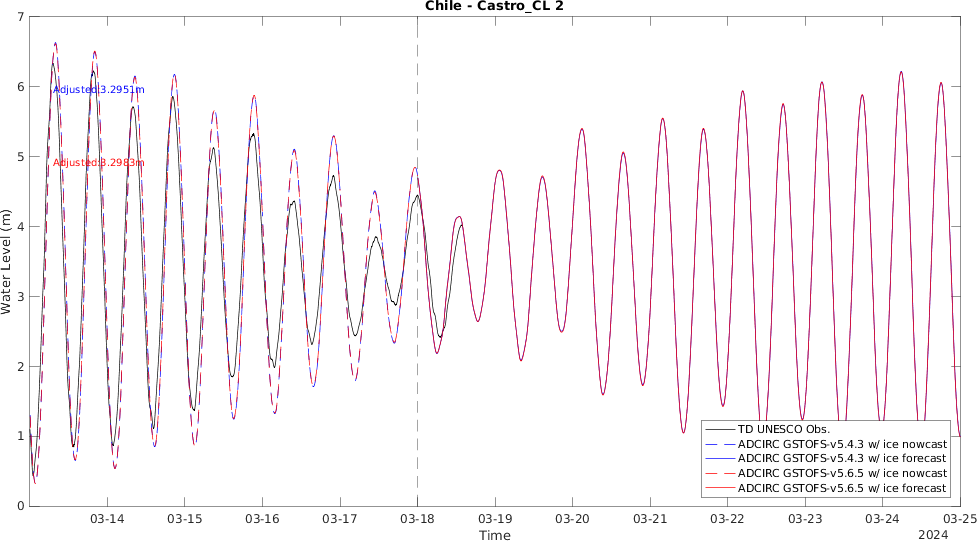 Chile - Castro_CL 2
7
6
5
4
3
2
1
0
Water Level (m)
Adjusted:3.2951m
Adjusted:3.2983m
TD UNESCO Obs.
ADCIRC GSTOFS-v5.4.3 w/ ice nowcast
ADCIRC GSTOFS-v5.4.3 w/ ice forecast
ADCIRC GSTOFS-v5.6.5 w/ ice nowcast
ADCIRC GSTOFS-v5.6.5 w/ ice forecast
03-14 03-15 03-16 03-17 03-18 03-19 03-20 03-21 03-22 03-23 03-24 03-25
Time
2024